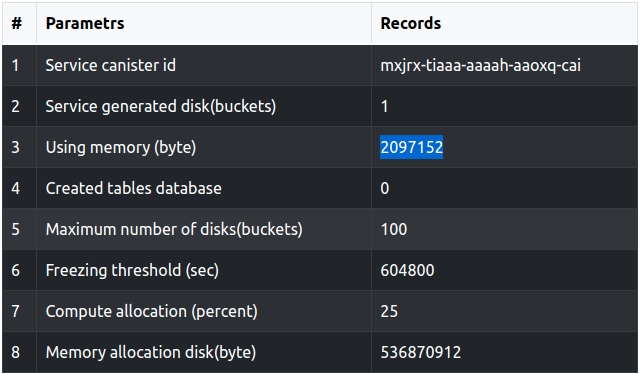 # Parametrs Records
1 Service canister id mxjrx-tiaaa-aaaah-aaoxq-cai
2 Service generated disk(buckets) 1
3 Using memory (byte) 2097152
4 Created tables database 0
5 Maximum number of disks(buckets) 100
6 Freezing threshold (sec) 604800
7 Compute allocation (percent) 25
8 Memory allocation disk(byte) 536870912